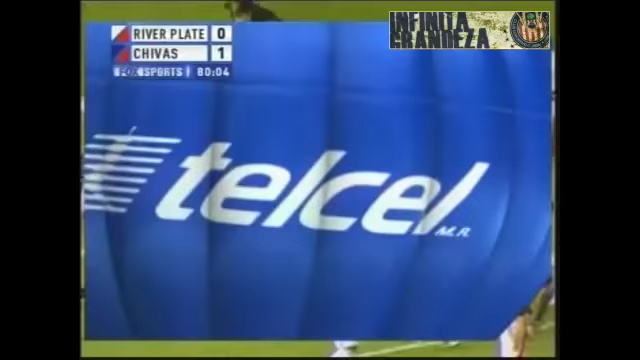 RIVER PLATE 0
CHIVAS 1
FOX SPORTS 80:04
INFINITA
GRANDEZA
telcel
M.R.